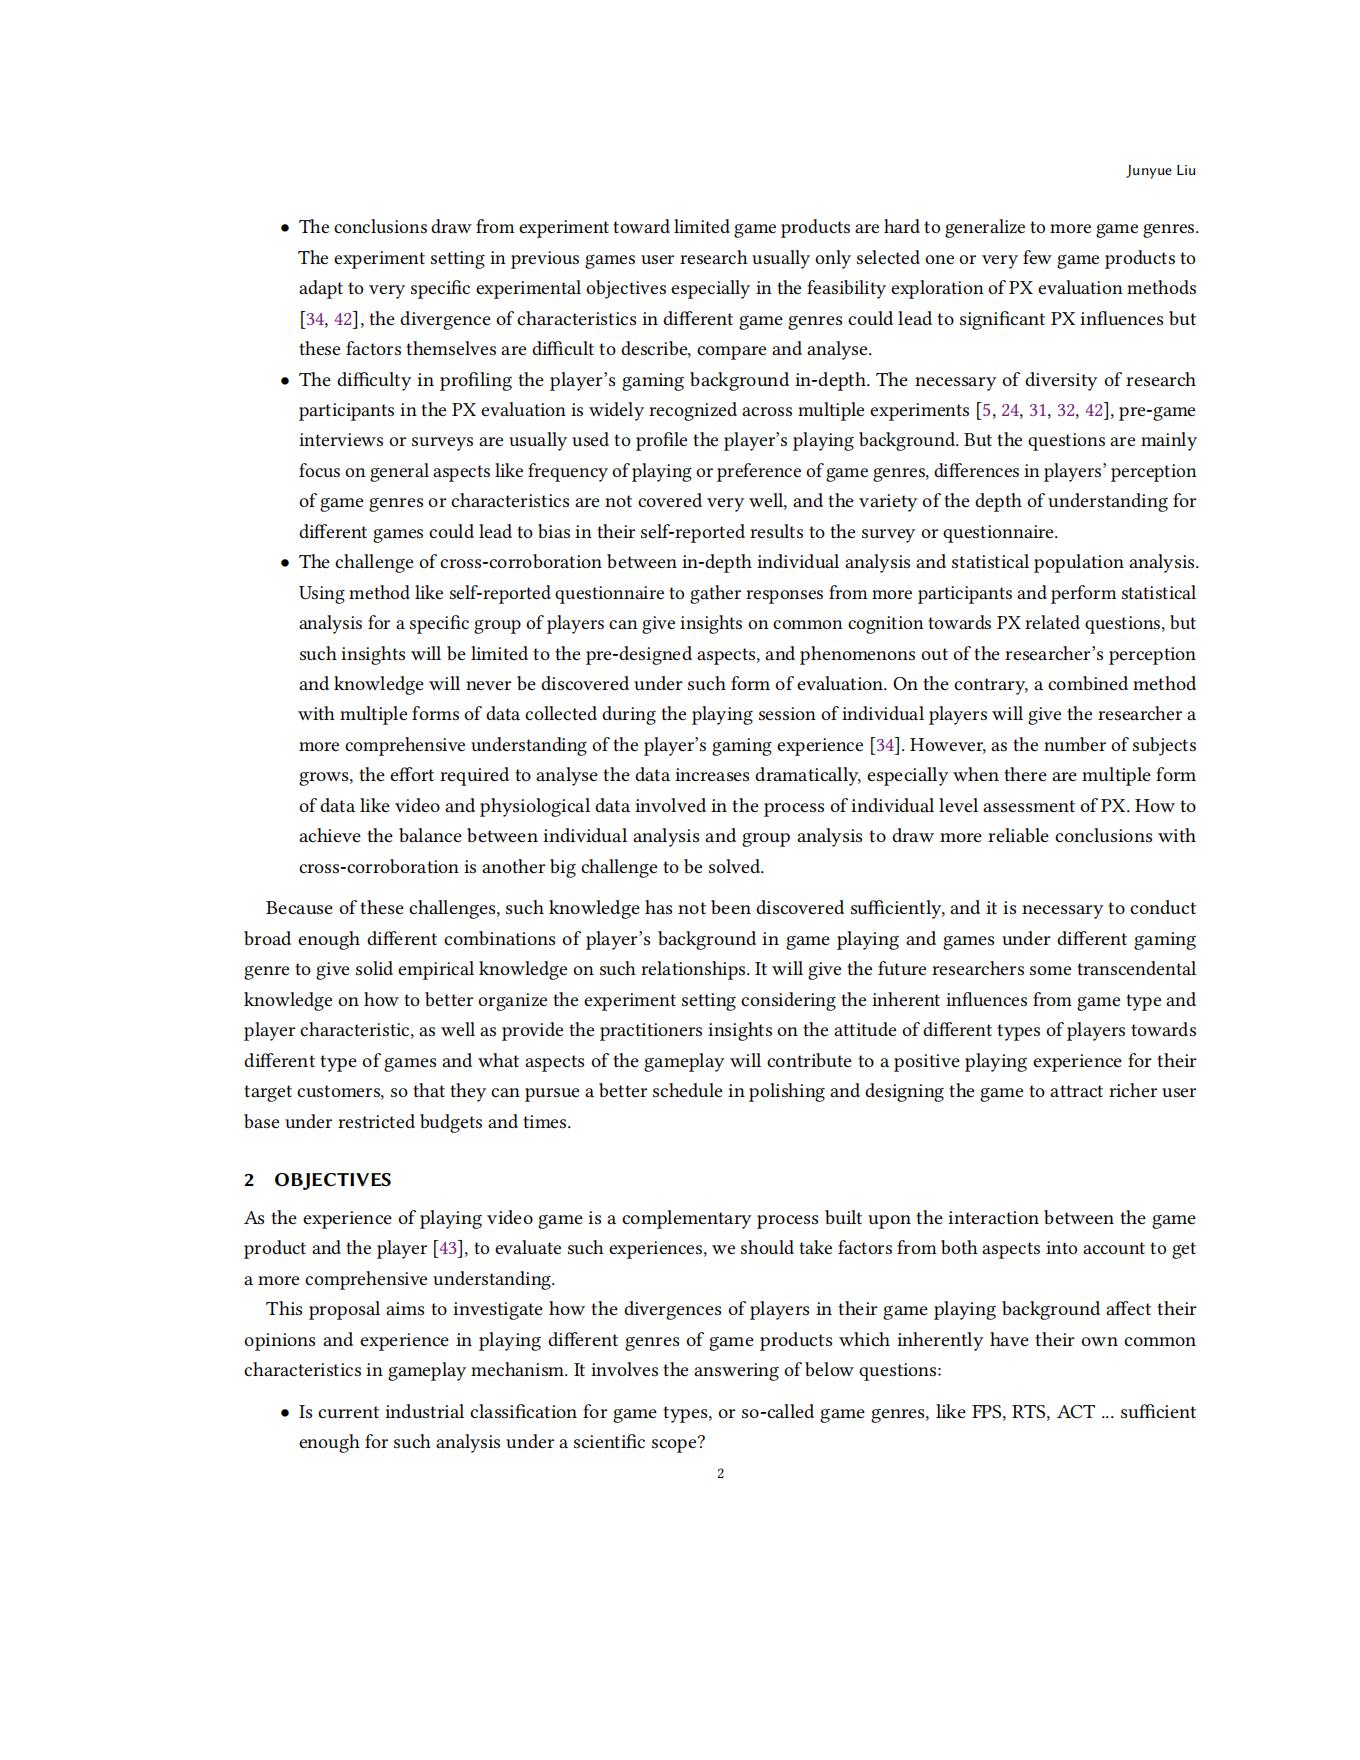 Junyue Liu
• The conclusions draw from experiment toward limited game products are hard to generalize to more game genres.
The experiment setting in previous games user research usually only selected one or very few game products to
adapt to very specific experimental objectives especially in the feasibility exploration of PX evaluation methods
[34, 42], the divergence of characteristics in different game genres could lead to significant PX influences but
these factors themselves are difficult to describe, compare and analyse.
• The difficulty in profiling the player's gaming background in-depth. The necessary of diversity of research
participants in the PX evaluation is widely recognized across multiple experiments [5, 24, 31, 32, 42], pre-game
interviews or surveys are usually used to profile the player's playing background. But the questions are mainly
focus on general aspects like frequency of playing or preference of game genres, differences in players' perception
of game genres or characteristics are not covered very well, and the variety of the depth of understanding for
different games could lead to bias in their self-reported results to the survey or questionnaire.
• The challenge of cross-corroboration between in-depth individual analysis and statistical population analysis.
Using method like self-reported questionnaire to gather responses from more participants and perform statistical
analysis for a specific group of players can give insights on common cognition towards PX related questions, but
such insights will be limited to the pre-designed aspects, and phenomenons out of the researcher's perception
and knowledge will never be discovered under such form of evaluation. On the contrary, a combined method
with multiple forms of data collected during the playing session of individual players will give the researcher a
more comprehensive understanding of the player's gaming experience [34]. However, as the number of subjects
grows, the effort required to analyse the data increases dramatically, especially when there are multiple form
of data like video and physiological data involved in the process of individual level assessment of PX. How to
achieve the balance between individual analysis and group analysis to draw more reliable conclusions with
cross-corroboration is another big challenge to be solved.
Because of these challenges, such knowledge has not been discovered sufficiently, and it is necessary to conduct
broad enough different combinations of player's background in game playing and games under different gaming
genre to give solid empirical knowledge on such relationships. It will give the future researchers some transcendental
knowledge on how to better organize the experiment setting considering the inherent influences from game type and
player characteristic, as well as provide the practitioners insights on the attitude of different types of players towards
different type of games and what aspects of the gameplay will contribute to a positive playing experience for their
target customers, so that they can pursue a better schedule in polishing and designing the game to attract richer user
base under restricted budgets and times.
2 OBJECTIVES
As the experience of playing video game is a complementary process built upon the interaction between the game
product and the player [43], to evaluate such experiences, we should take factors from both aspects into account to get
a more comprehensive understanding.
This proposal aims to investigate how the divergences of players in their game playing background affect their
opinions and experience in playing different genres of game products which inherently have their own common
characteristics in gameplay mechanism. It involves the answering of below questions:
• Is current industrial classification for game types, or so-called game genres, like FPS, RTS, ACT ... sufficient
enough for such analysis under a scientific scope?
2